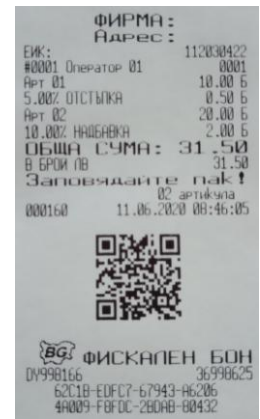 ФИРМА:
Адрес:
ЕИК: 112030422
#0001 Оператор 01 0001
Арт 01 10.00 Б
5.00% ОТСТЪПКА 0.50 Б
Арт 02 20.00 Б
10.00% НАДБАВКА 2.00 Б
ОБЩА СУМА: 31.50
В БРОЙ ЛВ 31.50
Заповядайте пак!
02 артикула
000160 11.06.2020 08:46:05
BG ФИСКАЛЕН БОН
DY998166 36998625
62C1B-EDFC7-67943-A6206
4A009-F8FDC-2BDAB-80432